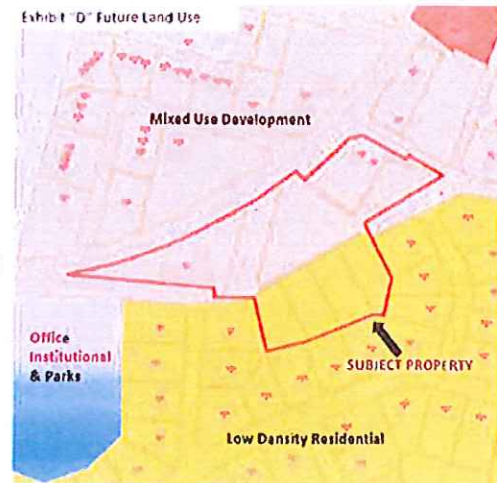 Exhibit "D" Future Land Use
Mixed Use Development
Office
Institutional
& Parks
SUBJECT PROPERTY
Low Density Residential